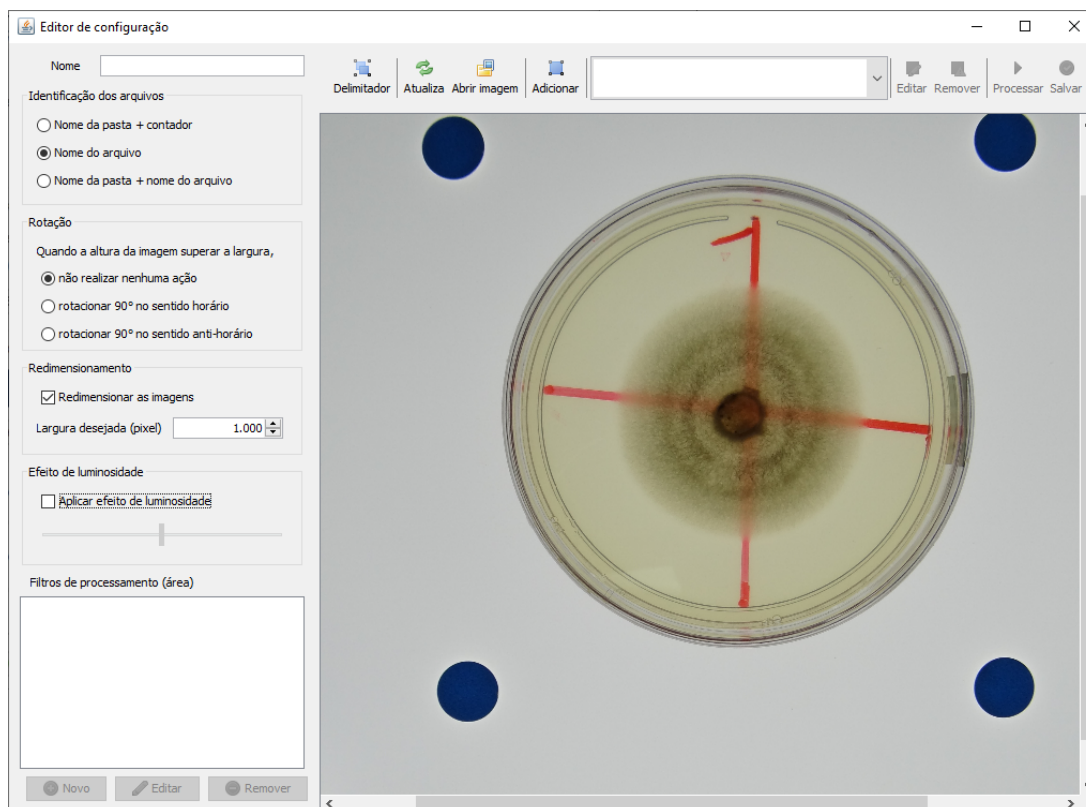 Editor de configuração
Nome
Identificação dos arquivos
Nome da pasta + contador
Nome do arquivo
Nome da pasta + nome do arquivo
Rotação
Quando a altura da imagem superar a largura,
não realizar nenhuma ação
rotacionar 90º no sentido horário
rotacionar 90º no sentido anti-horário
Redimensionamento
Redimensionar as imagens
Largura desejada (pixel) 1.000
Efeito de luminosidade
Aplicar efeito de luminosidade
Filtros de processamento (área)
Novo Editar Remover
Delimitador Atualiza Abrir imagem Adicionar Editar Remover Processar Salvar
1